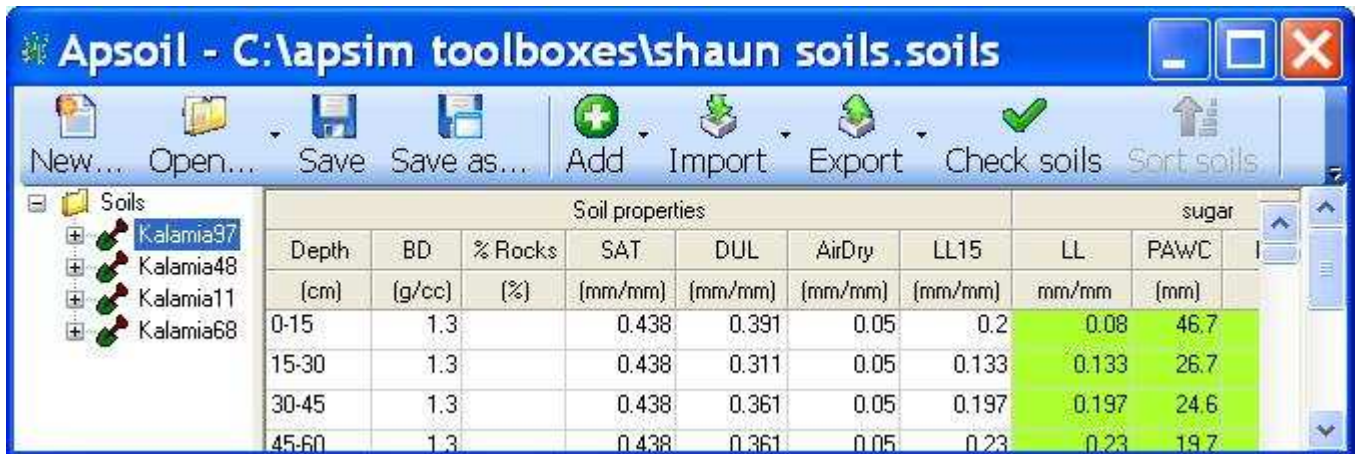 Apsoil - C:\apsim toolboxes\shaun soils.soils
New... Open... Save Save as... Add Import Export Check soils Sort soils
Soils
Kalamia97
Kalamia48
Kalamia11
Kalamia68
Soil properties sugar
Depth BD % Rocks SAT DUL AirDry LL15 LL PAWC
(cm) (g/cc) (%) (mm/mm) (mm/mm) (mm/mm) (mm/mm) mm/mm (mm)
0-15 1.3 0.438 0.391 0.05 0.2 0.08 46.7
15-30 1.3 0.438 0.311 0.05 0.133 0.133 26.7
30-45 1.3 0.438 0.361 0.05 0.197 0.197 24.6
45-60 1.3 0.438 0.361 0.05 0.23 0.23 19.7